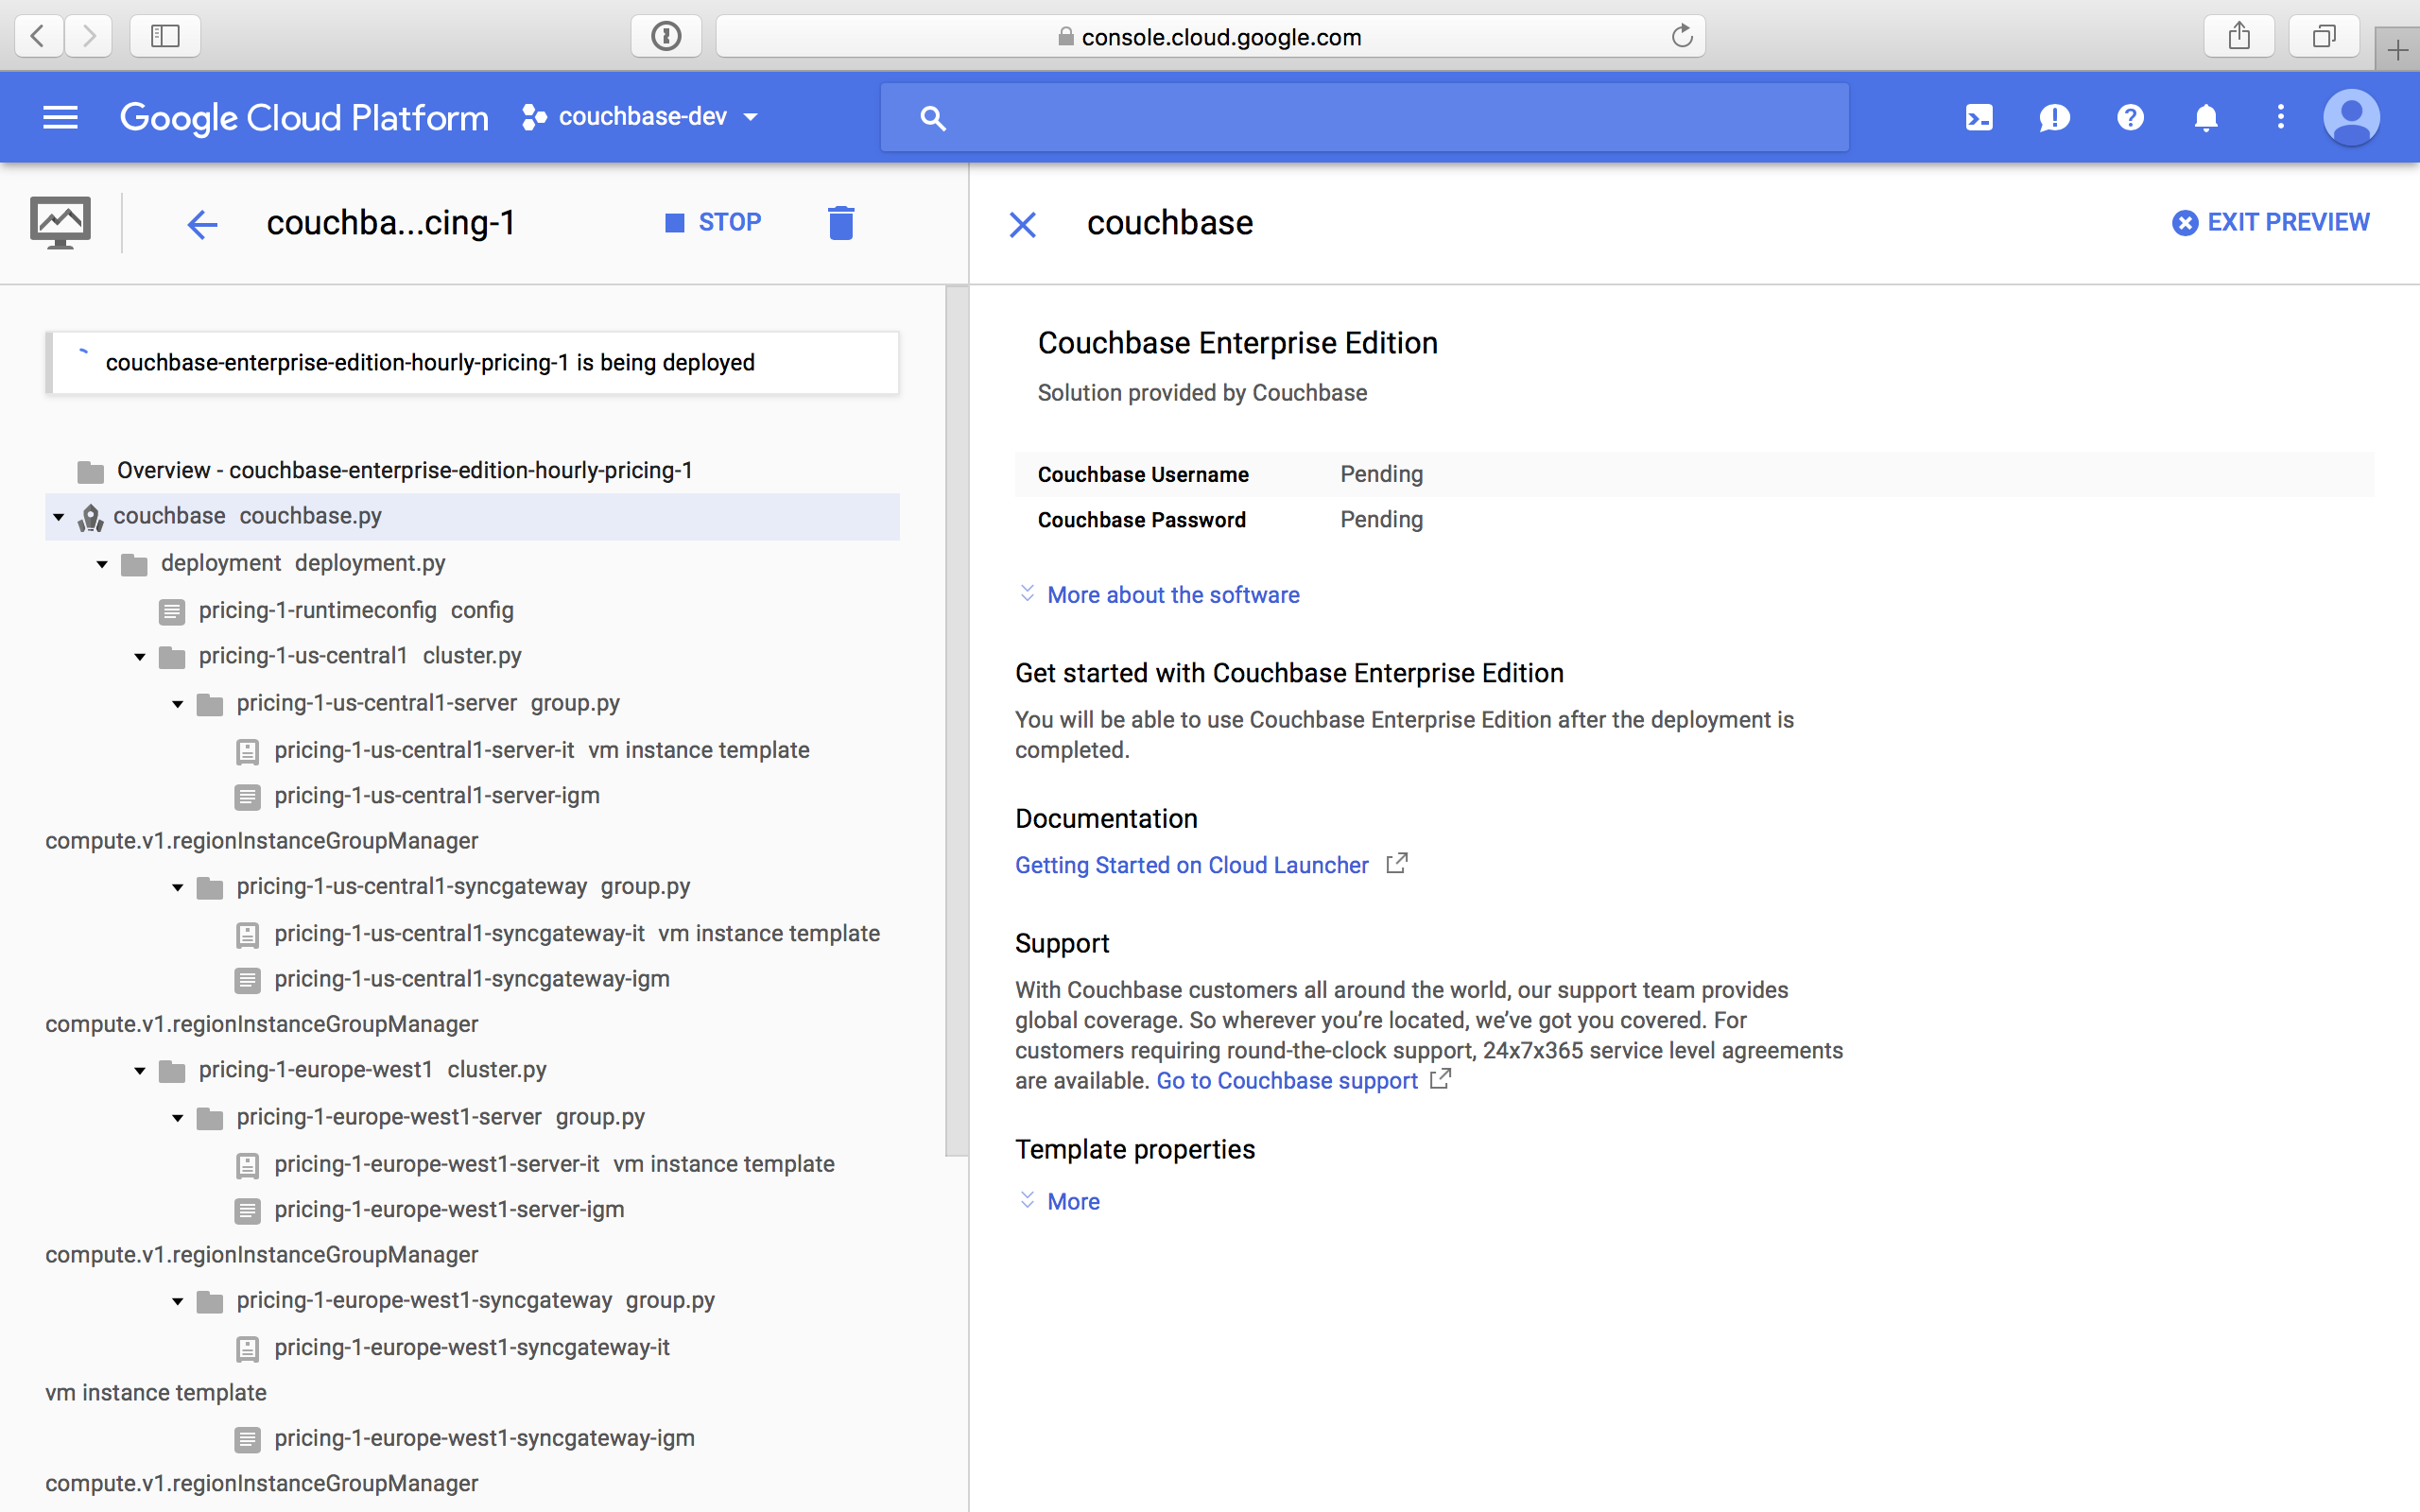 console.cloud.google.com
Google Cloud Platform couchbase-dev
couchba...cing-1 STOP
couchbase EXIT PREVIEW
couchbase-enterprise-edition-hourly-pricing-1 is being deployed
Overview - couchbase-enterprise-edition-hourly-pricing-1
couchbase couchbase.py
deployment deployment.py
pricing-1-runtimeconfig config
pricing-1-us-central1 cluster.py
pricing-1-us-central1-server group.py
pricing-1-us-central1-server-it vm instance template
pricing-1-us-central1-server-igm
compute.v1.regionInstanceGroupManager
pricing-1-us-central1-syncgateway group.py
pricing-1-us-central1-syncgateway-it vm instance template
pricing-1-us-central1-syncgateway-igm
compute.v1.regionInstanceGroupManager
pricing-1-europe-west1 cluster.py
pricing-1-europe-west1-server group.py
pricing-1-europe-west1-server-it vm instance template
pricing-1-europe-west1-server-igm
compute.v1.regionInstanceGroupManager
pricing-1-europe-west1-syncgateway group.py
pricing-1-europe-west1-syncgateway-it
vm instance template
pricing-1-europe-west1-syncgateway-igm
compute.v1.regionInstanceGroupManager
Couchbase Enterprise Edition
Solution provided by Couchbase
Couchbase Username Pending
Couchbase Password Pending
More about the software
Get started with Couchbase Enterprise Edition
You will be able to use Couchbase Enterprise Edition after the deployment is
completed.
Documentation
Getting Started on Cloud Launcher
Support
With Couchbase customers all around the world, our support team provides
global coverage. So wherever you’re located, we’ve got you covered. For
customers requiring round-the-clock support, 24x7x365 service level agreements
are available. Go to Couchbase support
Template properties
More